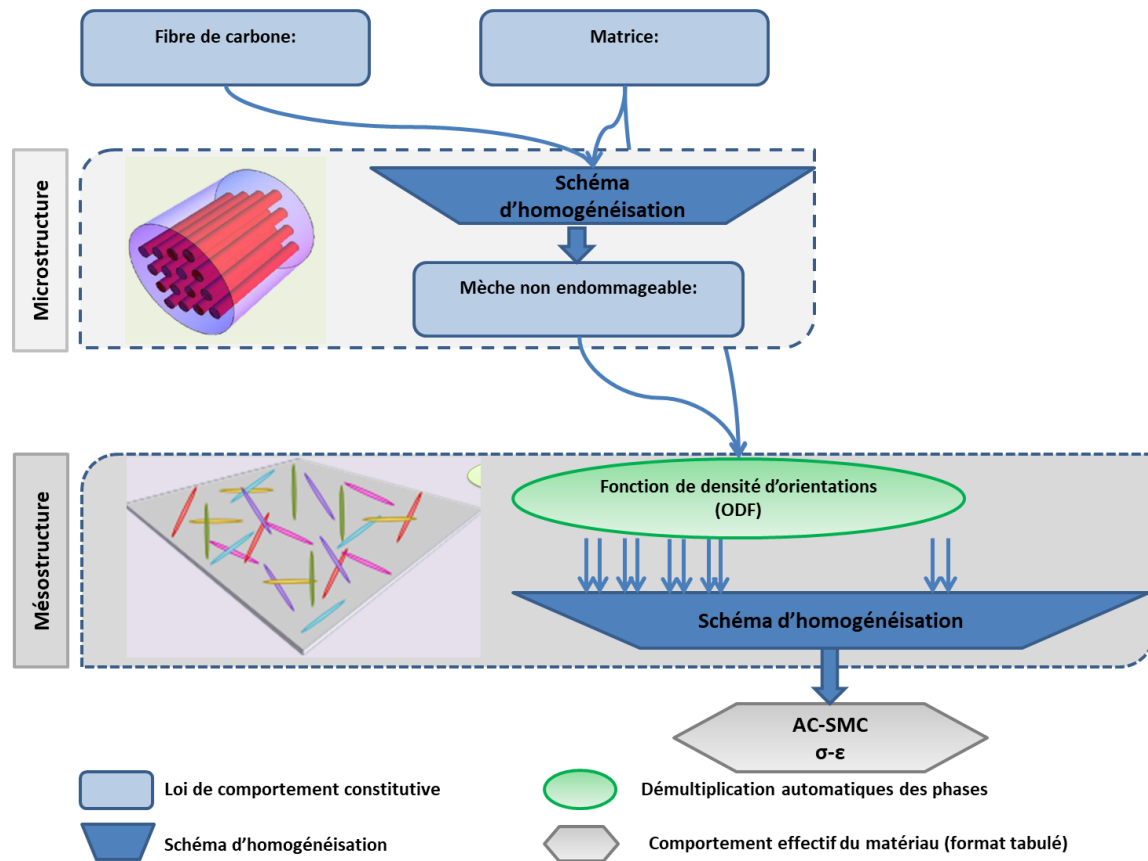 Fibre de carbone:
Matrice:
Microstructure
Schéma
d’homogénéisation
Mèche non endommageable:
Mésostructure
Fonction de densité d’orientations
(ODF)
Schéma d’homogénéisation
AC-SMC
σ-ε
Loi de comportement constitutive
Démultiplication automatiques des phases
Schéma d’homogénéisation
Comportement effectif du matériau (format tabulé)